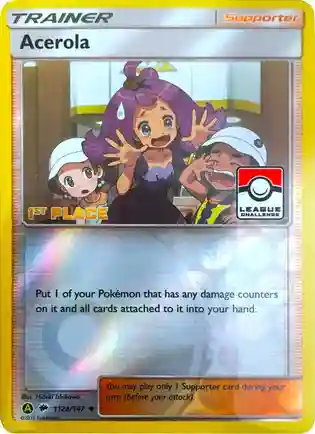 TRAINER Supporter
Acerola
1ST PLACE
LEAGUE
CHALLENGE
Put 1 of your Pokémon that has any damage counters
on it and all cards attached to it into your hand.
You may play only 1 Supporter card during your
turn (before your attack).
112a/147